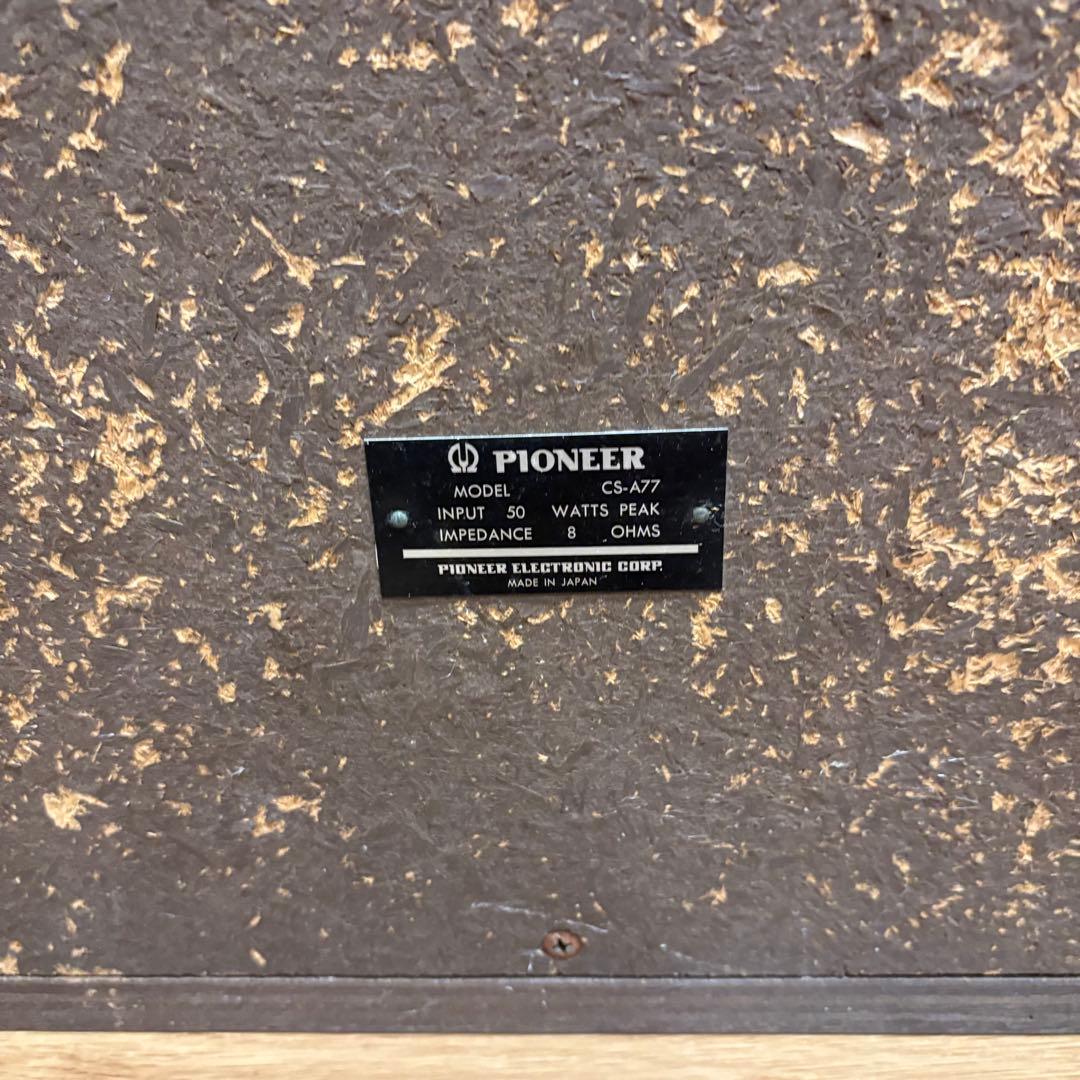 PIONEER
MODEL CS-A77
INPUT 50 WATTS PEAK
IMPEDANCE 8 OHMS
PIONEER ELECTRONIC CORP.
MADE IN JAPAN